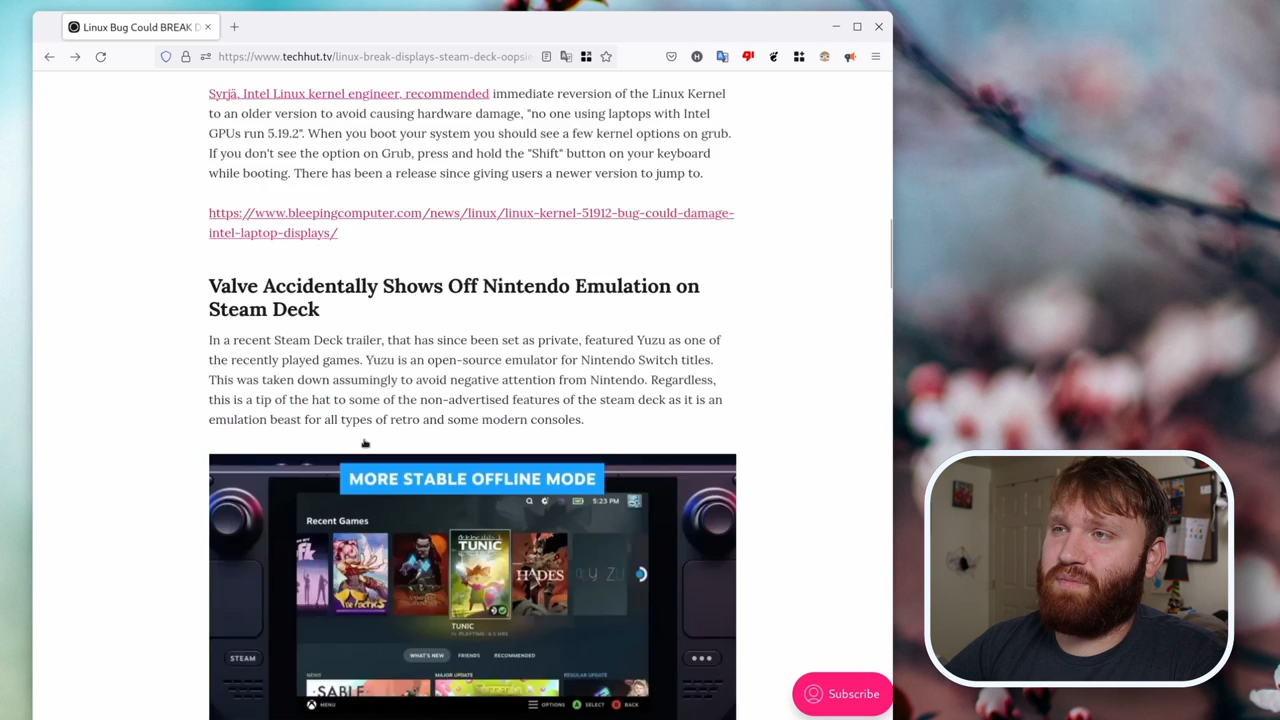 Linux Bug Could BREAK D
https://www.techhut.tv/linux-break-displays-steam-deck-oopsie
Syrjä, Intel Linux kernel engineer, recommended immediate reversion of the Linux Kernel
to an older version to avoid causing hardware damage, "no one using laptops with Intel
GPUs run 5.19.2". When you boot your system you should see a few kernel options on grub.
If you don't see the option on Grub, press and hold the "Shift" button on your keyboard
while booting. There has been a release since giving users a newer version to jump to.
https://www.bleepingcomputer.com/news/linux/linux-kernel-51912-bug-could-damage-
intel-laptop-displays/
Valve Accidentally Shows Off Nintendo Emulation on
Steam Deck
In a recent Steam Deck trailer, that has since been set as private, featured Yuzu as one of
the recently played games. Yuzu is an open-source emulator for Nintendo Switch titles.
This was taken down assumingly to avoid negative attention from Nintendo. Regardless,
this is a tip of the hat to some of the non-advertised features of the steam deck as it is an
emulation beast for all types of retro and some modern consoles.
MORE STABLE OFFLINE MODE
5:23 PM
Recent Games
TUNIC
HADES
TUNIC
STEAM
WHAT'S NEW FRIENDS RECOMMENDED
NEWS MAJOR UPDATE REGULAR UPDATE
SABLE
MENU OPTIONS A SELECT B BACK
Subscribe